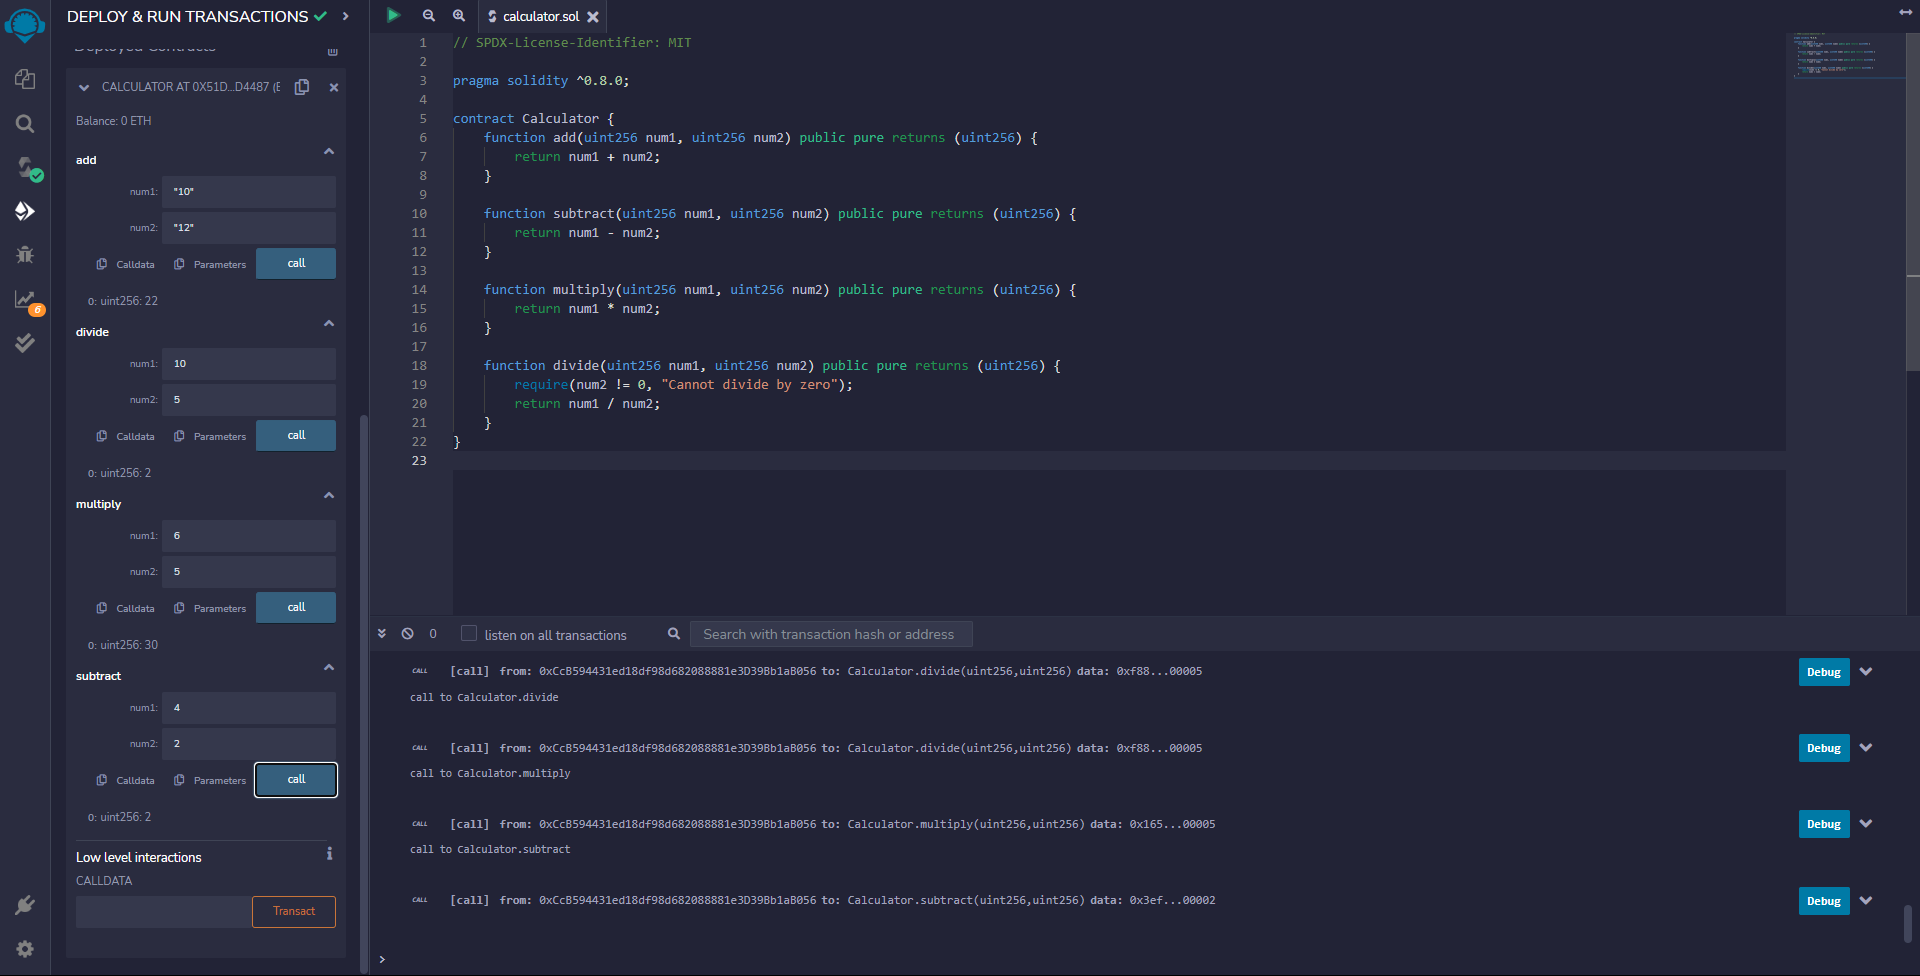 DEPLOY & RUN TRANSACTIONS
Deployed Contracts
CALCULATOR AT 0X51D...D4487 (E
Balance: 0 ETH
add
num1: "10"
num2: "12"
Calldata Parameters call
0: uint256: 22
divide
num1: 10
num2: 5
Calldata Parameters call
0: uint256: 2
multiply
num1: 6
num2: 5
Calldata Parameters call
0: uint256: 30
subtract
num1: 4
num2: 2
Calldata Parameters call
0: uint256: 2
Low level interactions
CALLDATA
Transact
6
calculator.sol
1 // SPDX-License-Identifier: MIT
2
3 pragma solidity ^0.8.0;
4
5 contract Calculator {
6 function add(uint256 num1, uint256 num2) public pure returns (uint256) {
7 return num1 + num2;
8 }
9
10 function subtract(uint256 num1, uint256 num2) public pure returns (uint256) {
11 return num1 - num2;
12 }
13
14 function multiply(uint256 num1, uint256 num2) public pure returns (uint256) {
15 return num1 * num2;
16 }
17
18 function divide(uint256 num1, uint256 num2) public pure returns (uint256) {
19 require(num2 != 0, "Cannot divide by zero");
20 return num1 / num2;
21 }
22 }
23
0 listen on all transactions Search with transaction hash or address
CALL [call] from: 0xCcB594431ed18df98d682088881e3D39Bb1aB056 to: Calculator.divide(uint256,uint256) data: 0xf88...00005 Debug
call to Calculator.divide
CALL [call] from: 0xCcB594431ed18df98d682088881e3D39Bb1aB056 to: Calculator.divide(uint256,uint256) data: 0xf88...00005 Debug
call to Calculator.multiply
CALL [call] from: 0xCcB594431ed18df98d682088881e3D39Bb1aB056 to: Calculator.multiply(uint256,uint256) data: 0x165...00005 Debug
call to Calculator.subtract
CALL [call] from: 0xCcB594431ed18df98d682088881e3D39Bb1aB056 to: Calculator.subtract(uint256,uint256) data: 0x3ef...00002 Debug
>